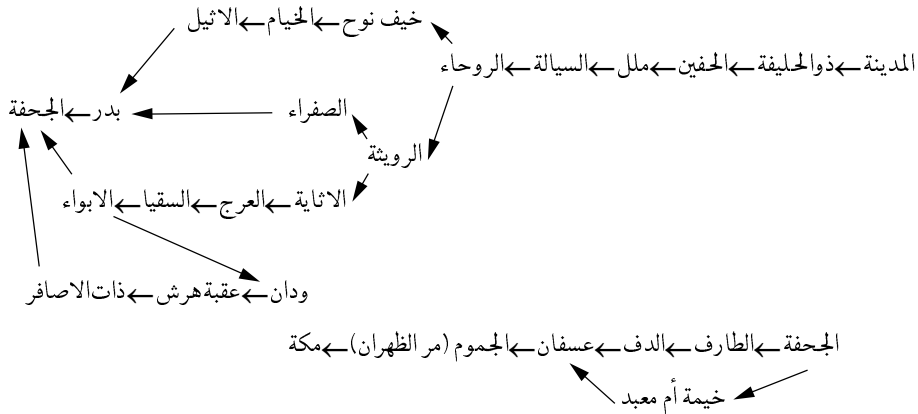 خيف نوح←الخيام←الاثيل
المدينة←ذوالحليفة←الحفين←ملل←السيالة←الروحاء
الصفراء
بدر←الجحفة
الرويثة
الاثاية←العرج←السقيا←الابواء
ودان←عقبة هرش←ذات الاصافر
الجحفة←الطارف←الدف←عسفان←الجموم (مر الظهران)←مكة
خيمة أم معبد